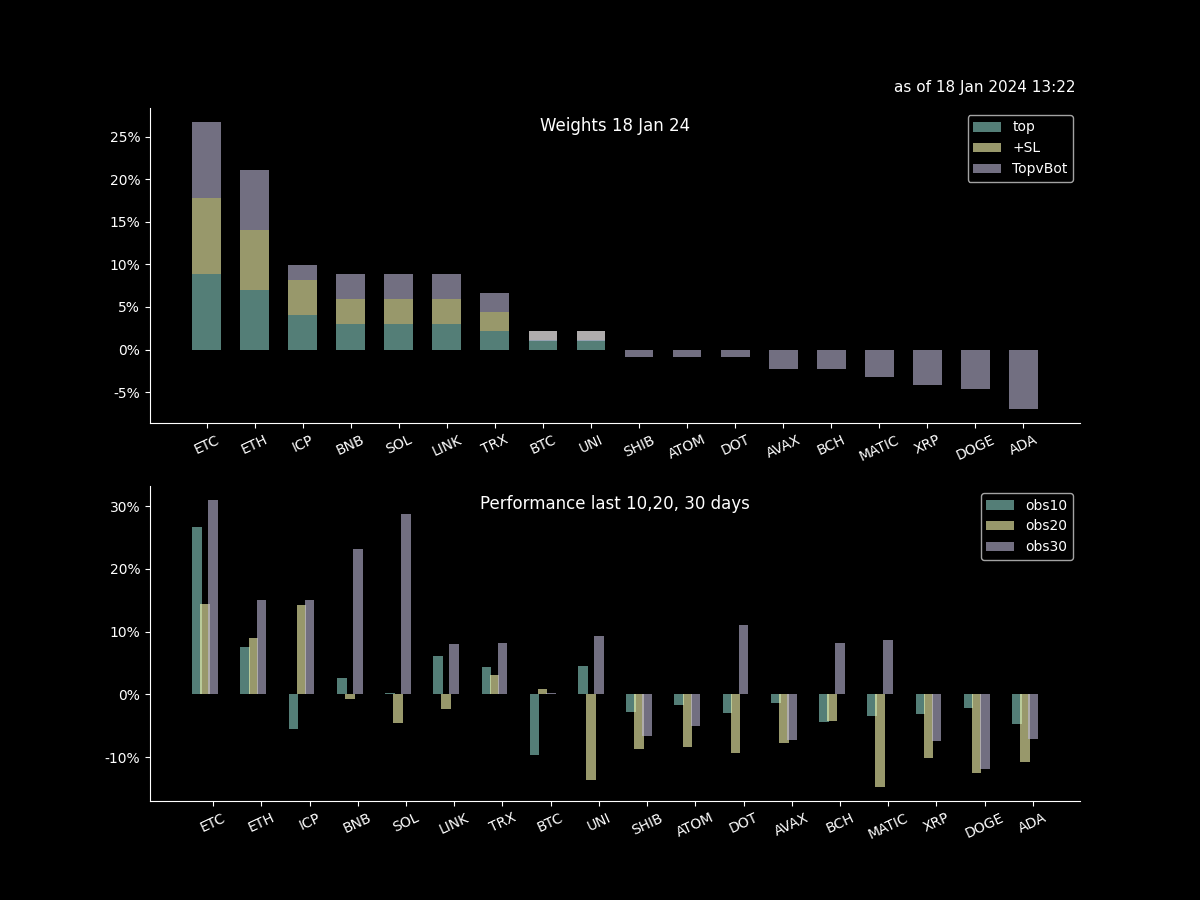 as of 18 Jan 2024 13:22
Weights 18 Jan 24
top
+SL
TopvBot
25%
20%
15%
10%
5%
0%
-5%
ETC ETH ICP BNB SOL LINK TRX BTC UNI SHIB ATOM DOT AVAX BCH MATIC XRP DOGE ADA
Performance last 10,20, 30 days
obs10
obs20
obs30
30%
20%
10%
0%
-10%
ETC ETH ICP BNB SOL LINK TRX BTC UNI SHIB ATOM DOT AVAX BCH MATIC XRP DOGE ADA